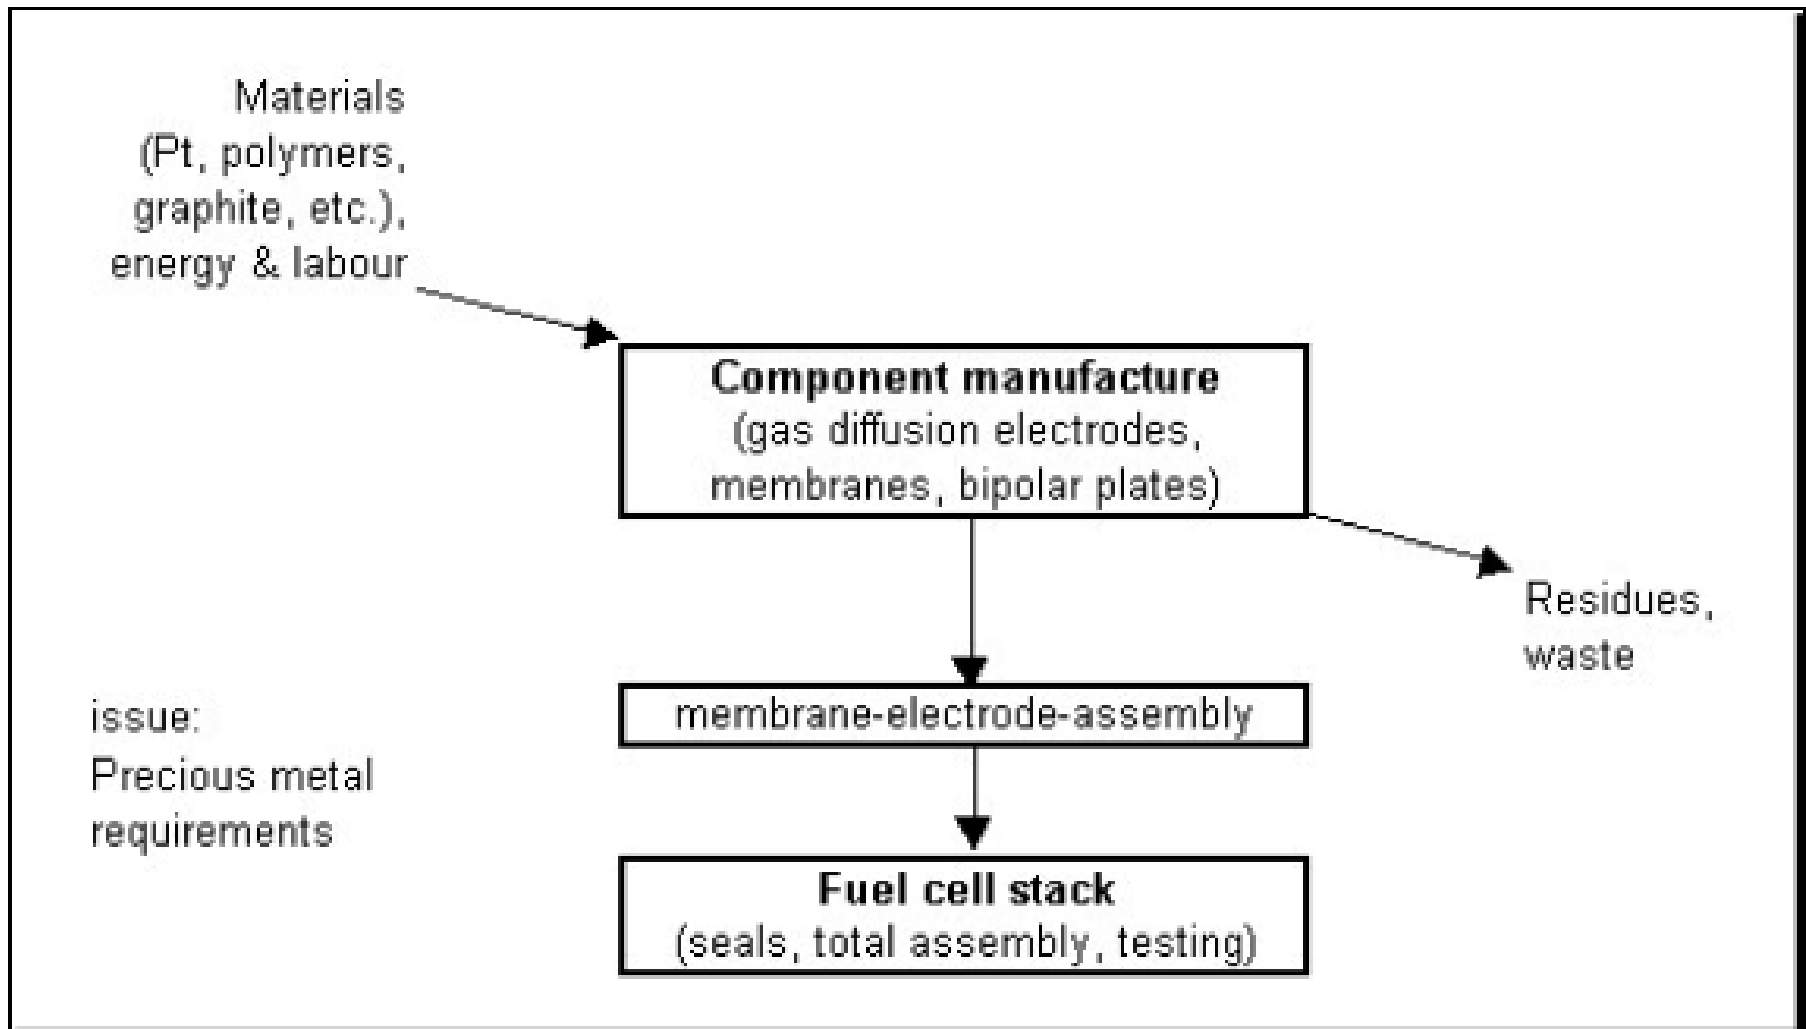 Materials
(Pt, polymers,
graphite, etc.),
energy & labour
Component manufacture
(gas diffusion electrodes,
membranes, bipolar plates)
Residues,
waste
issue:
Precious metal
requirements
membrane-electrode-assembly
Fuel cell stack
(seals, total assembly, testing)